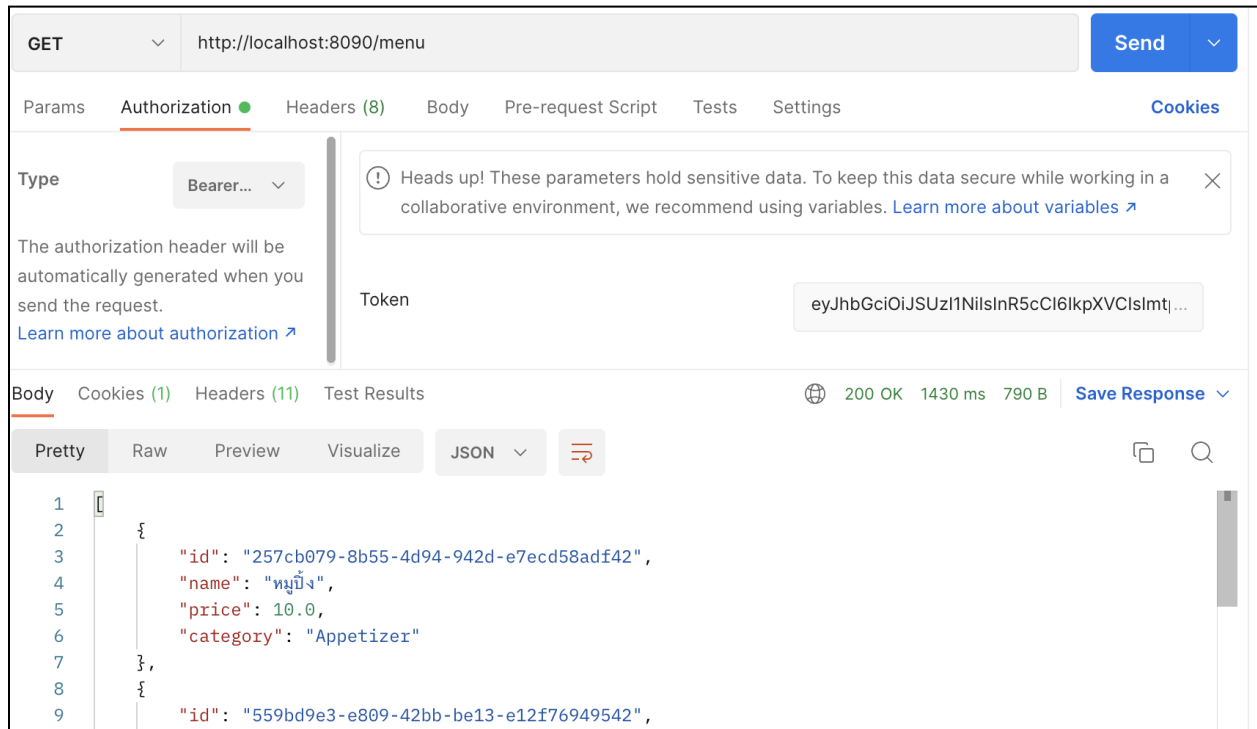 GET http://localhost:8090/menu Send
Params Authorization Headers (8) Body Pre-request Script Tests Settings Cookies
Type Bearer...
The authorization header will be
automatically generated when you
send the request.
Learn more about authorization ↗
Heads up! These parameters hold sensitive data. To keep this data secure while working in a
collaborative environment, we recommend using variables. Learn more about variables ↗
Token eyJhbGciOiJSUzI1NiIsInR5cCI6IkpXVCIsImt...
Body Cookies (1) Headers (11) Test Results 200 OK 1430 ms 790 B Save Response
Pretty Raw Preview Visualize JSON
1 [
2 {
3 "id": "257cb079-8b55-4d94-942d-e7ecd58adf42",
4 "name": "หมูปิ้ง",
5 "price": 10.0,
6 "category": "Appetizer"
7 },
8 {
9 "id": "559bd9e3-e809-42bb-be13-e12f76949542",